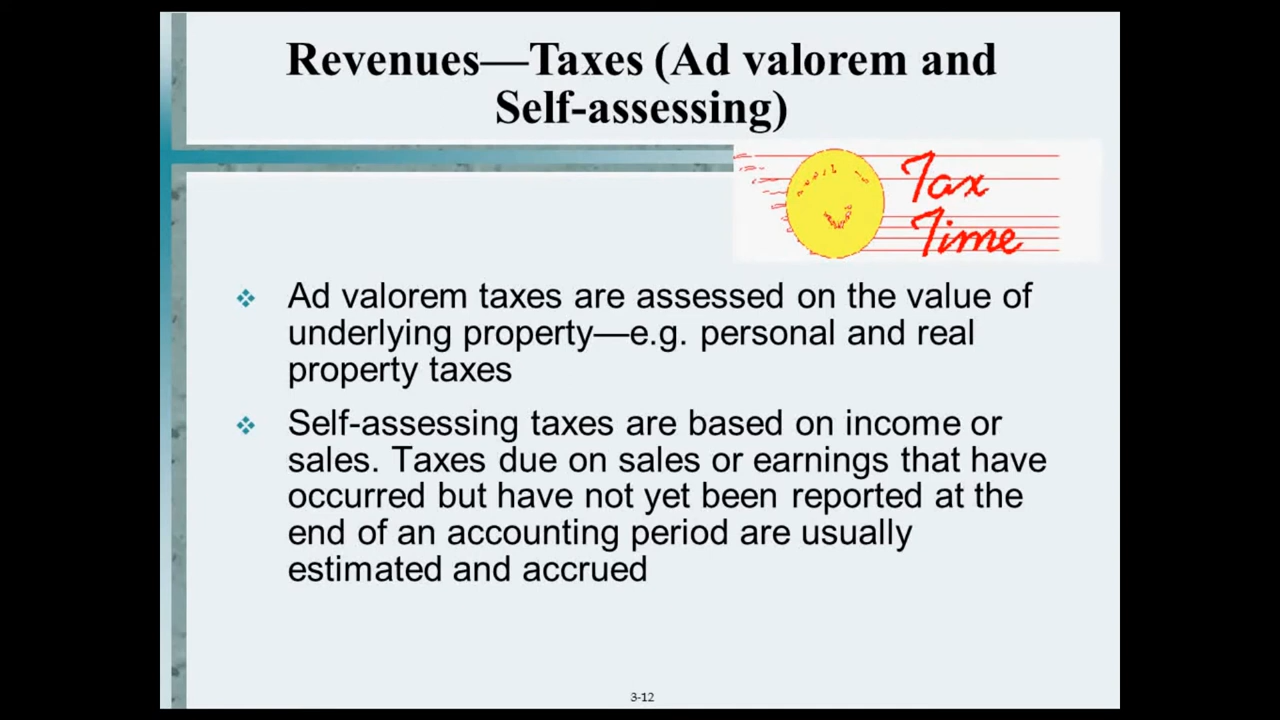 Revenues—Taxes (Ad valorem and
Self-assessing)
Tax
Time
Ad valorem taxes are assessed on the value of
underlying property—e.g. personal and real
property taxes
Self-assessing taxes are based on income or
sales. Taxes due on sales or earnings that have
occurred but have not yet been reported at the
end of an accounting period are usually
estimated and accrued
3-12